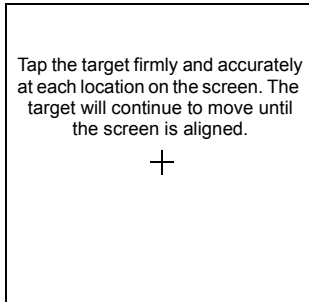 Tap the target firmly and accurately
at each location on the screen. The
target will continue to move until
the screen is aligned.